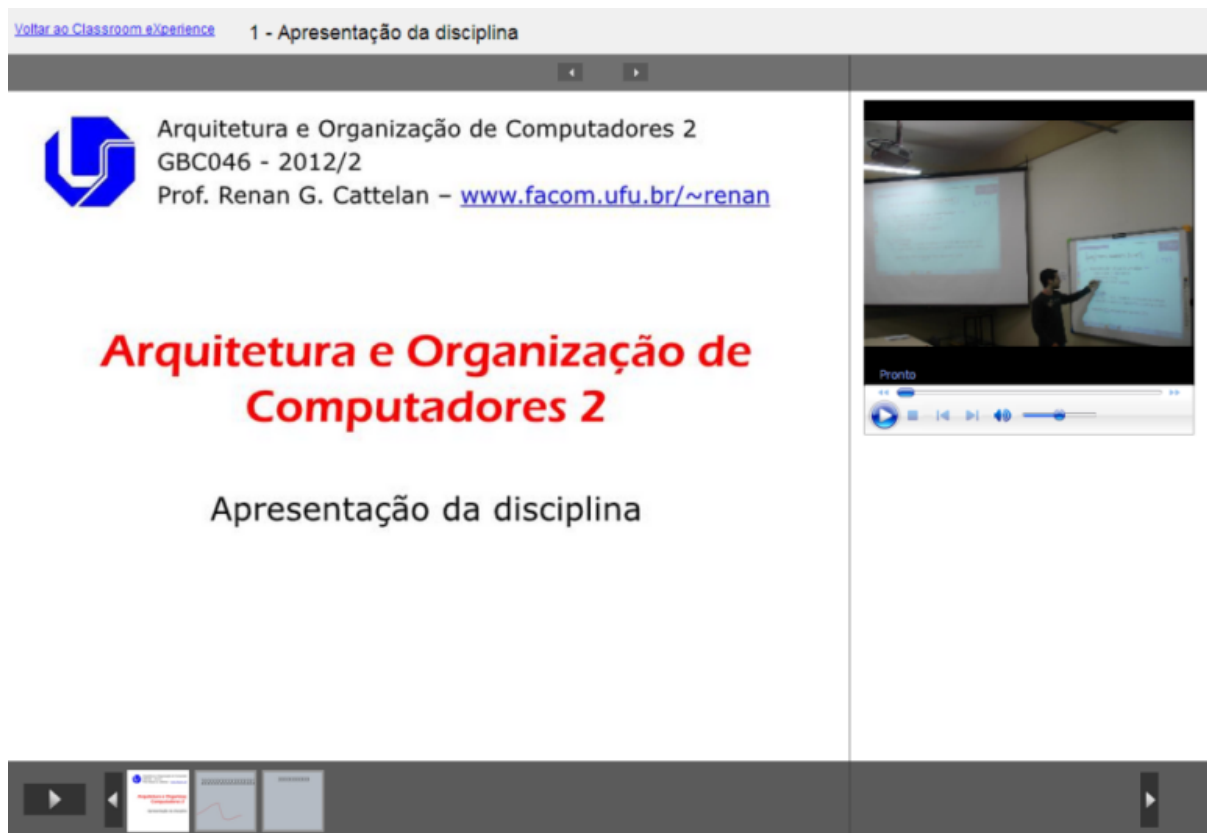 Voltar ao Classroom eXperience
1 - Apresentação da disciplina
Arquitetura e Organização de Computadores 2
GBC046 - 2012/2
Prof. Renan G. Cattelan – www.facom.ufu.br/~renan
Arquitetura e Organização de
Computadores 2
Apresentação da disciplina
Pronto